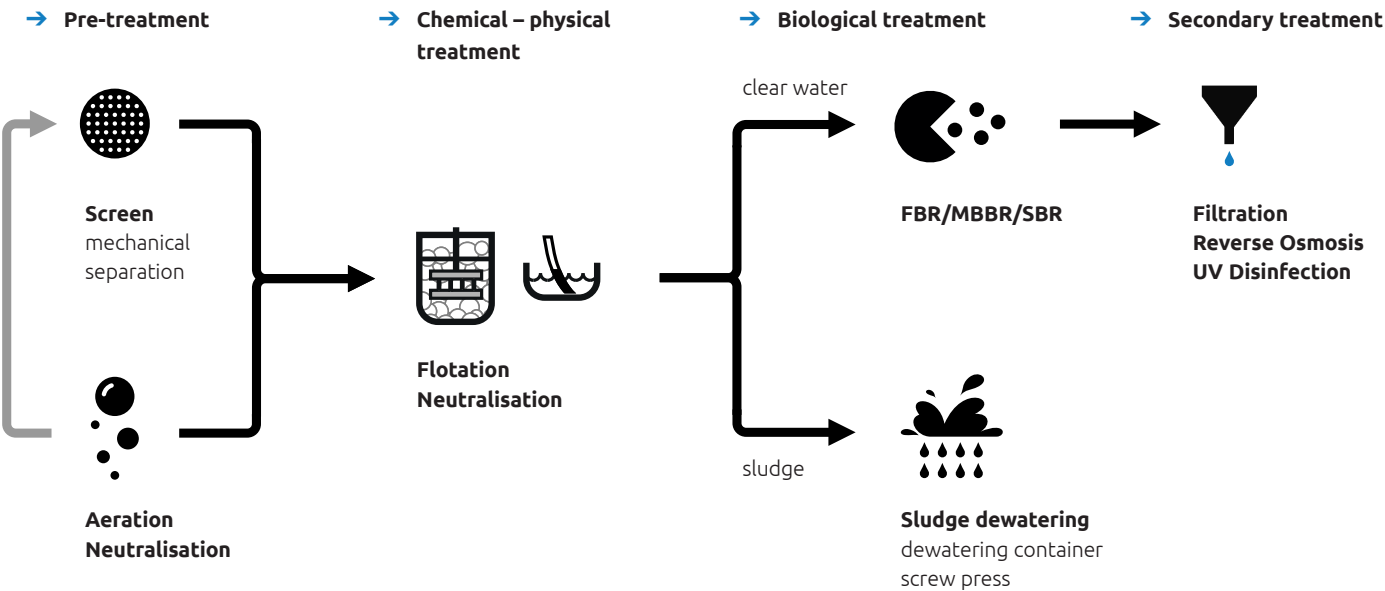 → Pre-treatment
→ Chemical – physical
treatment
→ Biological treatment
→ Secondary treatment
clear water
Screen
mechanical
separation
FBR/MBBR/SBR
Filtration
Reverse Osmosis
UV Disinfection
Flotation
Neutralisation
sludge
Aeration
Neutralisation
Sludge dewatering
dewatering container
screw press